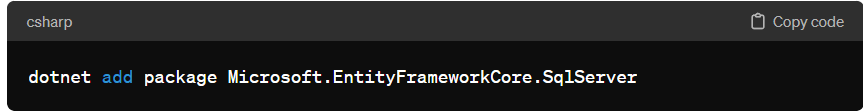 csharp
Copy code
dotnet add package Microsoft.EntityFrameworkCore.SqlServer